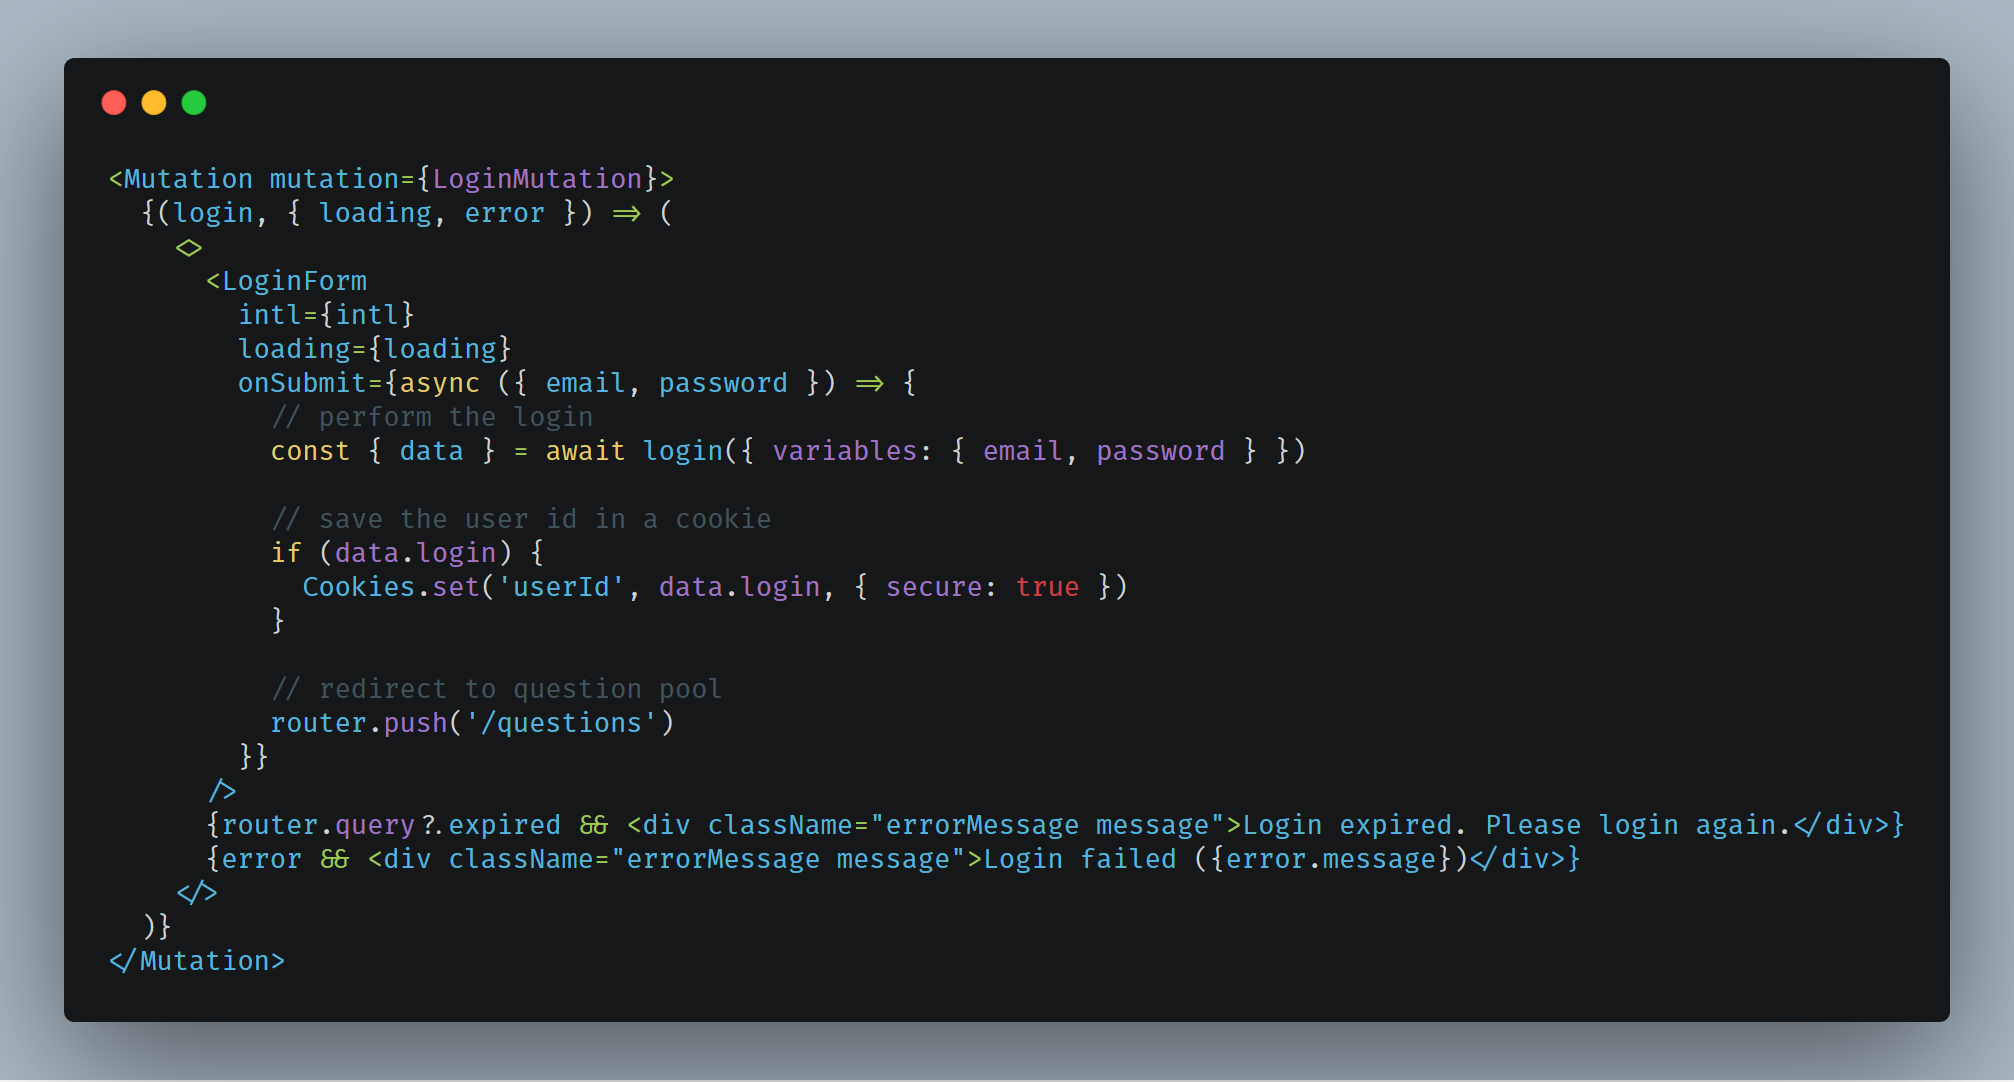 <Mutation mutation={LoginMutation}>
  {(login, { loading, error }) => (
    <>
      <LoginForm
        intl={intl}
        loading={loading}
        onSubmit={async ({ email, password }) => {
          // perform the login
          const { data } = await login({ variables: { email, password } })

          // save the user id in a cookie
          if (data.login) {
            Cookies.set('userId', data.login, { secure: true })
          }

          // redirect to question pool
          router.push('/questions')
        }}
      />
      {router.query?.expired && <div className="errorMessage message">Login expired. Please login again.</div>}
      {error && <div className="errorMessage message">Login failed ({error.message})</div>}
    </>
  )}
</Mutation>